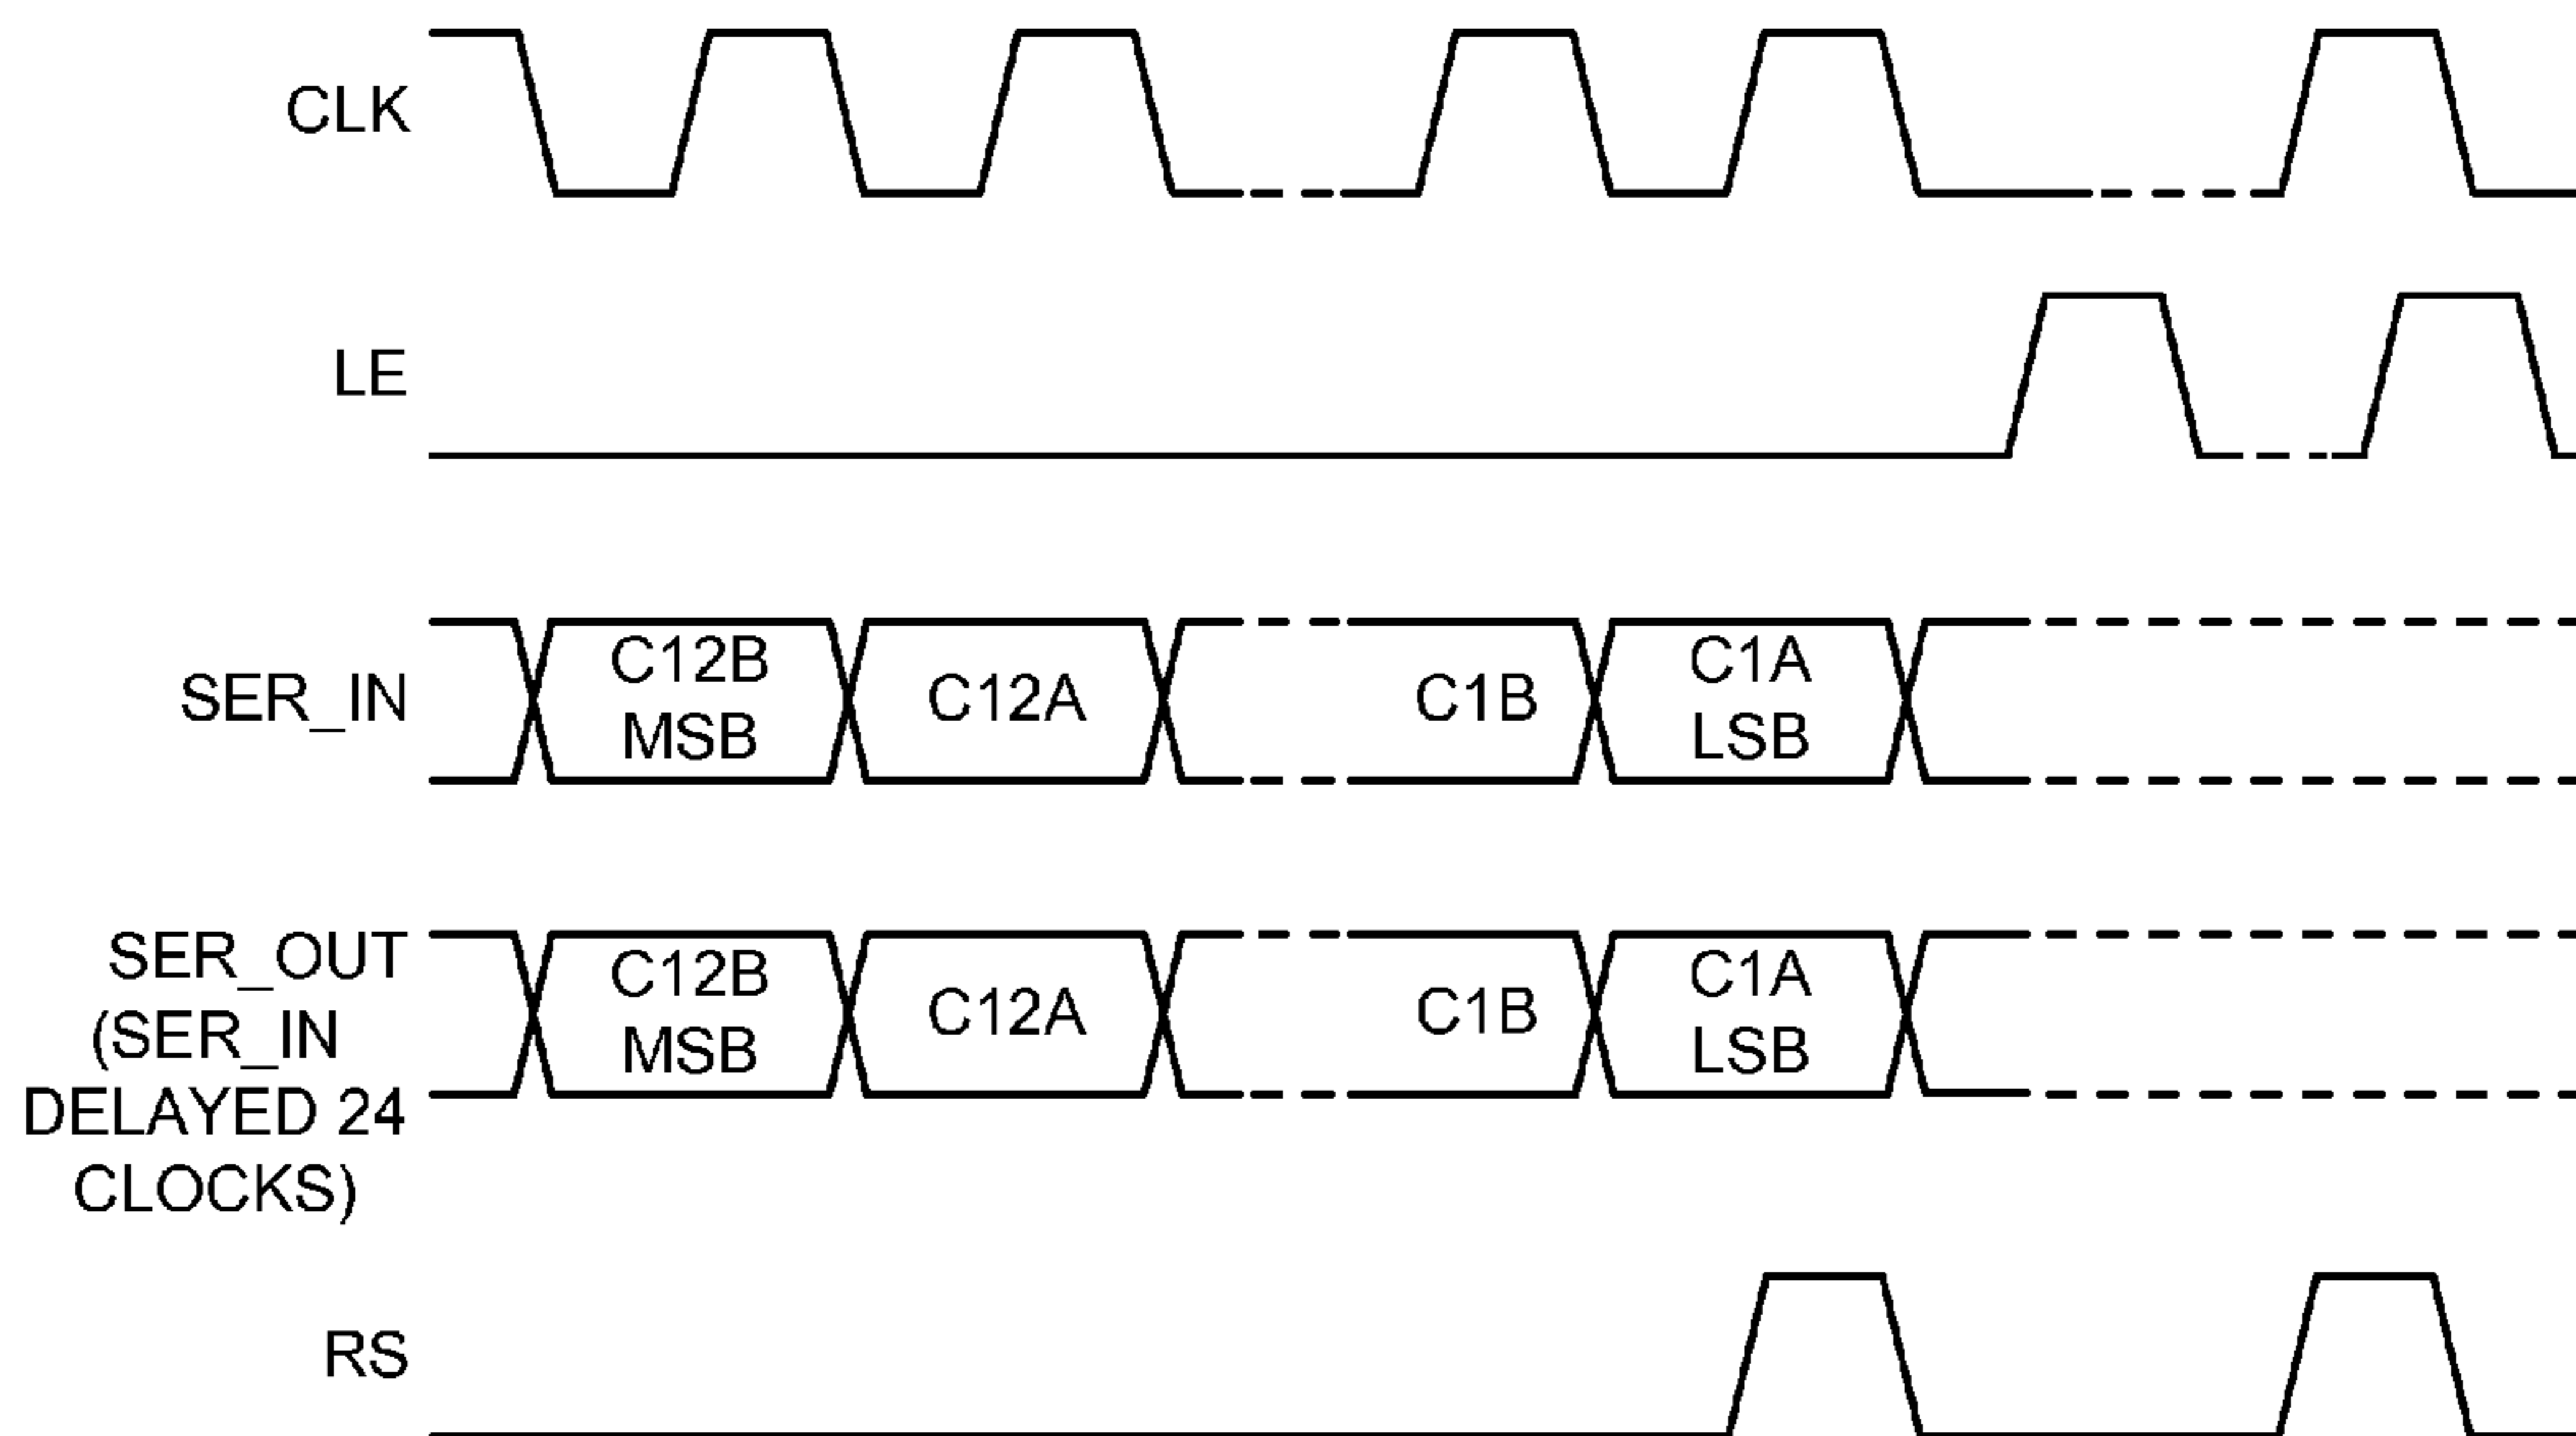 CLK
LE
SER_IN
C12B
MSB
C12A
C1B
C1A
LSB
SER_OUT
(SER_IN
DELAYED 24
CLOCKS)
C12B
MSB
C12A
C1B
C1A
LSB
RS